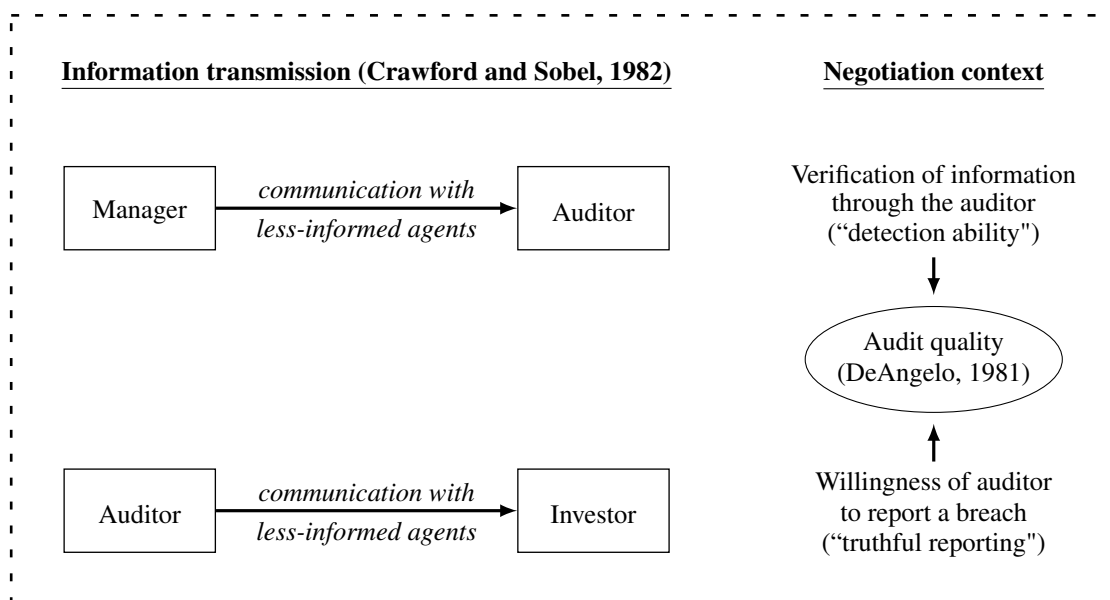 Information transmission (Crawford and Sobel, 1982)
Negotiation context
Manager
communication with
less-informed agents
Auditor
Verification of information
through the auditor
(“detection ability")
Audit quality
(DeAngelo, 1981)
Auditor
communication with
less-informed agents
Investor
Willingness of auditor
to report a breach
(“truthful reporting")